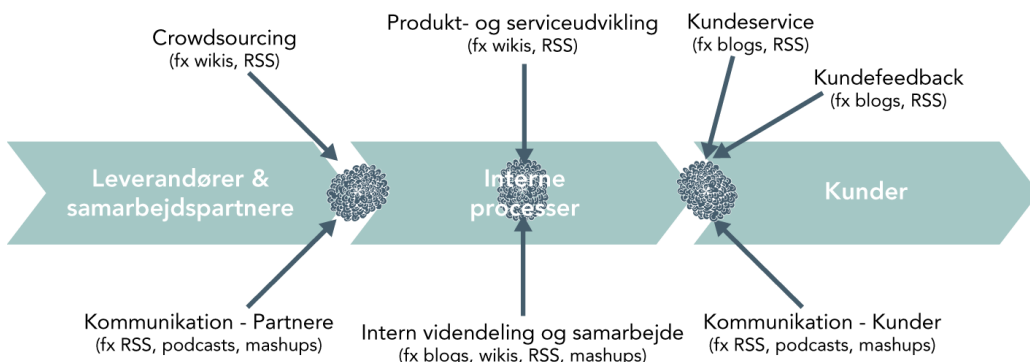 Crowdsourcing
(fx wikis, RSS)
Produkt- og serviceudvikling
(fx wikis, RSS)
Kundeservice
(fx blogs, RSS)
Kundefeedback
(fx blogs, RSS)
Leverandører &
samarbejdspartnere
Interne
processer
Kunder
Kommunikation - Partnere
(fx RSS, podcasts, mashups)
Intern videndeling og samarbejde
(fx blogs, wikis, RSS, mashups)
Kommunikation - Kunder
(fx RSS, podcasts, mashups)